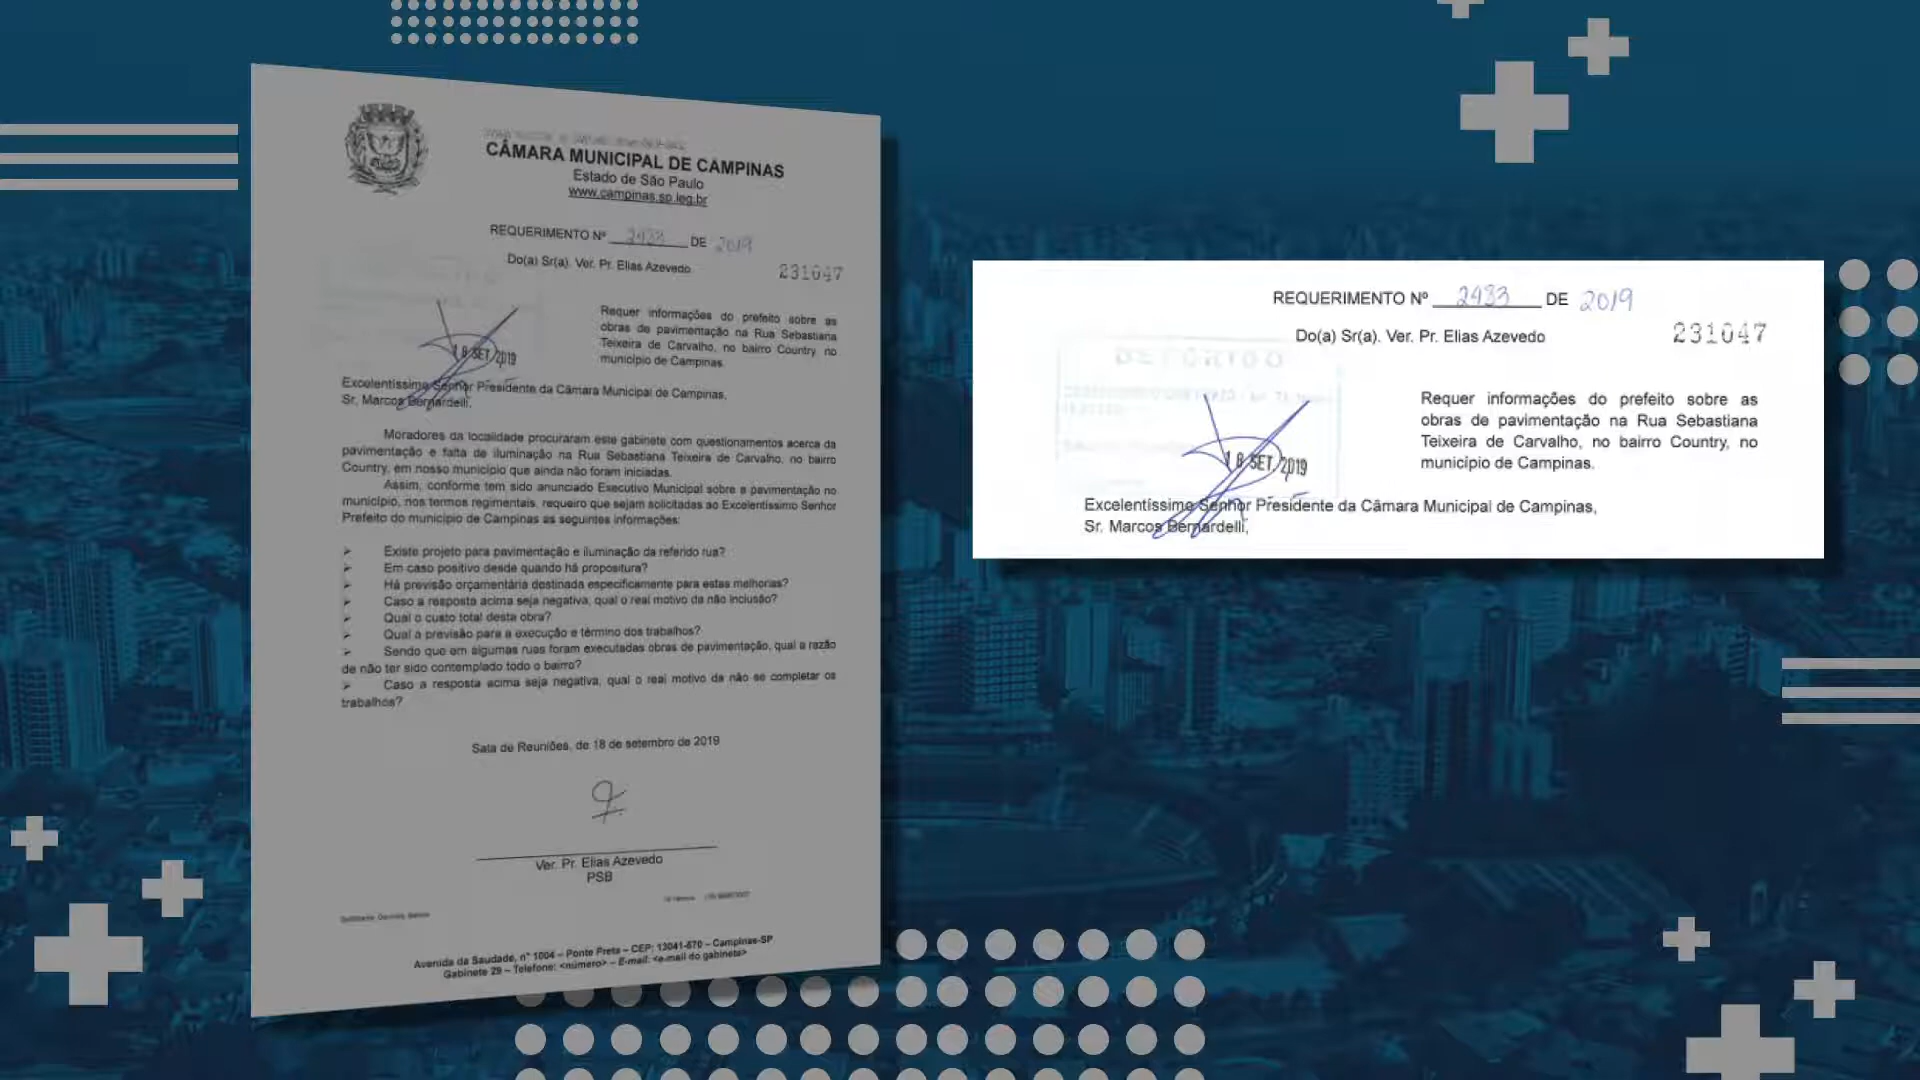 CÂMARA MUNICIPAL DE CAMPINAS
Estado de São Paulo
www.campinas.sp.leg.br
REQUERIMENTO Nº 2433 DE 2019
Do(a) Sr(a). Ver. Pr. Elias Azevedo
231047
Requer informações do prefeito sobre as
obras de pavimentação na Rua Sebastiana
Teixeira de Carvalho, no bairro Country, no
município de Campinas.
18 SET 2019
Excelentíssimo Senhor Presidente da Câmara Municipal de Campinas,
Sr. Marcos Bernardelli,
Moradores da localidade procuraram este gabinete com questionamentos acerca da
pavimentação e falta de iluminação na Rua Sebastiana Teixeira de Carvalho, no bairro
Country, em nosso município que ainda não foram iniciadas.
Assim, conforme tem sido anunciado Executivo Municipal sobre a pavimentação no
município, nos termos regimentais, requeiro que sejam solicitadas ao Excelentíssimo Senhor
Prefeito do município de Campinas as seguintes informações:
➢ Existe projeto para pavimentação e iluminação da referido rua?
➢ Em caso positivo desde quando há propositura?
➢ Há previsão orçamentária destinada especificamente para estas melhorias?
➢ Caso a resposta acima seja negativa, qual o real motivo da não inclusão?
➢ Qual o custo total desta obra?
➢ Qual a previsão para a execução e término dos trabalhos?
➢ Sendo que em algumas ruas foram executadas obras de pavimentação, qual a razão
de não ter sido contemplado todo o bairro?
➢ Caso a resposta acima seja negativa, qual o real motivo da não se completar os
trabalhos?
Sala de Reuniões, de 18 de setembro de 2019
Ver. Pr. Elias Azevedo
PSB
Avenida da Saudade, n° 1004 – Ponte Preta – CEP: 13041-670 – Campinas-SP
Gabinete 29 – Telefone: <número> – E-mail: <e-mail do gabinete>
REQUERIMENTO Nº 2433 DE 2019
Do(a) Sr(a). Ver. Pr. Elias Azevedo
231047
Requer informações do prefeito sobre as
obras de pavimentação na Rua Sebastiana
Teixeira de Carvalho, no bairro Country, no
município de Campinas.
18 SET 2019
Excelentíssimo Senhor Presidente da Câmara Municipal de Campinas,
Sr. Marcos Bernardelli,